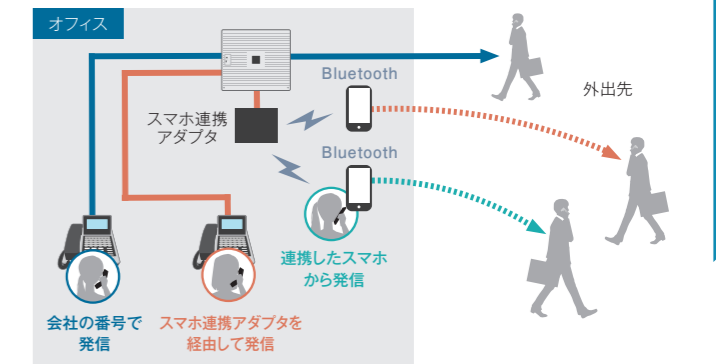 オフィス
Bluetooth
外出先
スマホ連携
アダプタ
Bluetooth
連携したスマホ
から発信
会社の番号で
発信
スマホ連携アダプタを
経由して発信